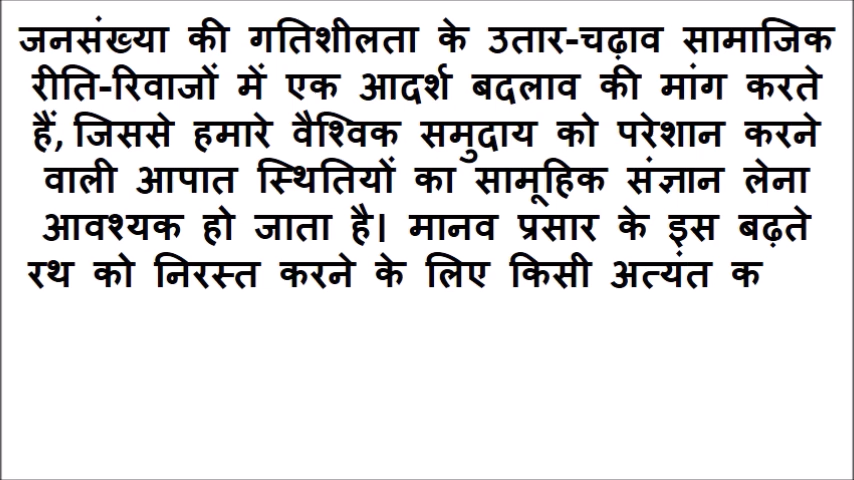 जनसंख्या की गतिशीलता के उतार-चढ़ाव सामाजिक
रीति-रिवाजों में एक आदर्श बदलाव की मांग करते
हैं, जिससे हमारे वैश्विक समुदाय को परेशान करने
वाली आपात स्थितियों का सामूहिक संज्ञान लेना
आवश्यक हो जाता है। मानव प्रसार के इस बढ़ते
रथ को निरस्त करने के लिए किसी अत्यंत क